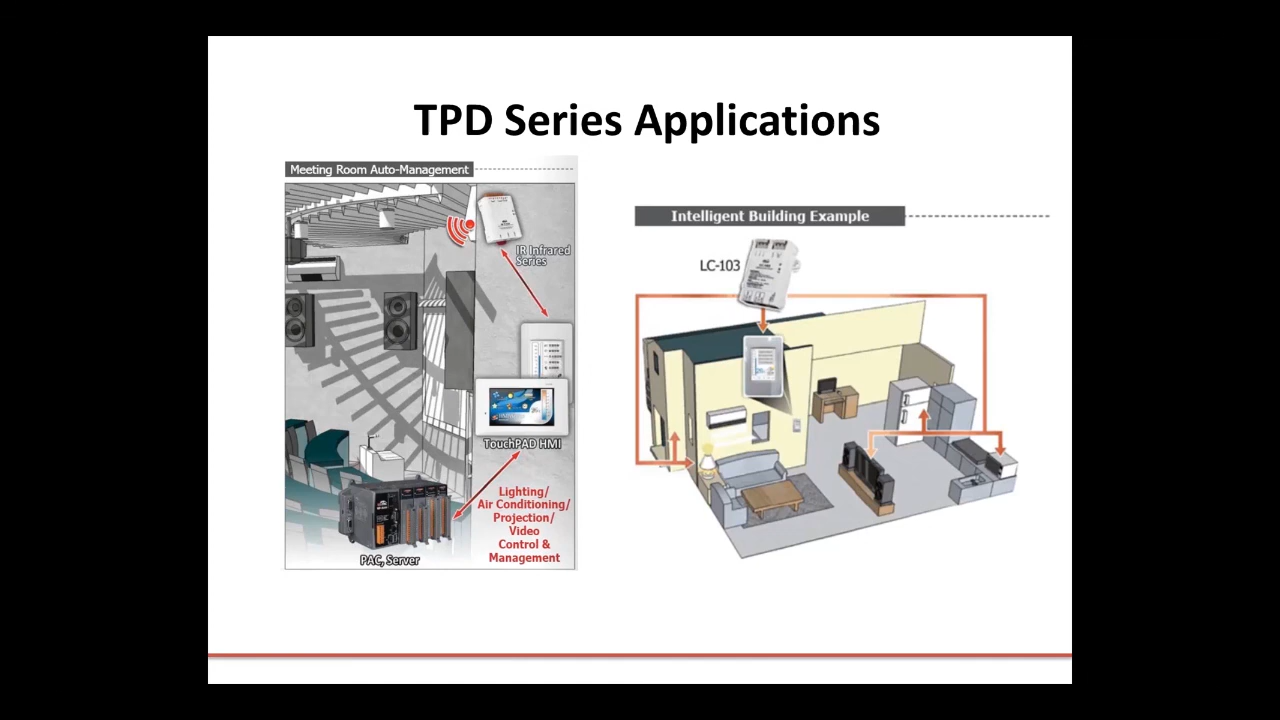 TPD Series Applications
Meeting Room Auto-Management
IR Infrared
Series
TouchPAD HMI
Lighting/
Air Conditioning/
Projection/
Video
Control &
Management
PAC, Server
Intelligent Building Example
LC-103